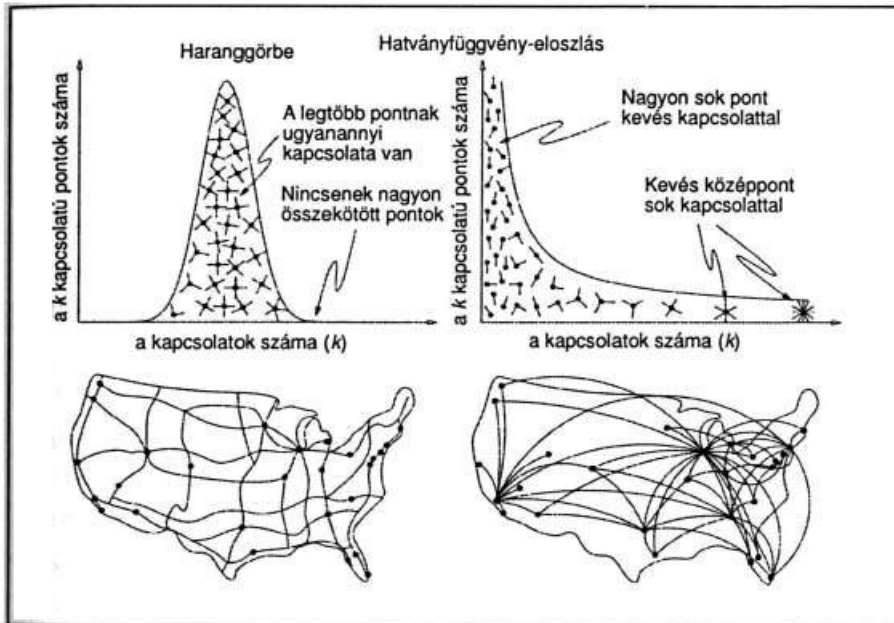 Haranggörbe
a k kapcsolatú pontok száma
A legtöbb pontnak
ugyanannyi
kapcsolata van
Nincsenek nagyon
összekötött pontok
a kapcsolatok száma (k)
Hatványfüggvény-eloszlás
a k kapcsolatú pontok száma
Nagyon sok pont
kevés kapcsolattal
Kevés középpont
sok kapcsolattal
a kapcsolatok száma (k)